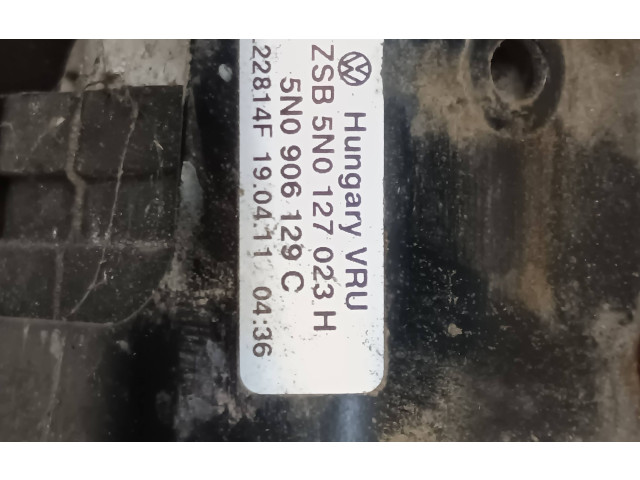 Hungary VRU
ZSB 5N0 127 023 H
5N0 906 129 C
22814F 19.04.11 04:36